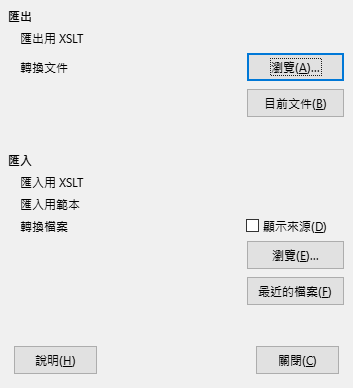 匯出
匯出用 XSLT
轉換文件
瀏覽(A)...
目前文件(B)
匯入
匯入用 XSLT
匯入用範本
轉換檔案
顯示來源(D)
瀏覽(E)...
最近的檔案(F)
說明(H)
關閉(C)